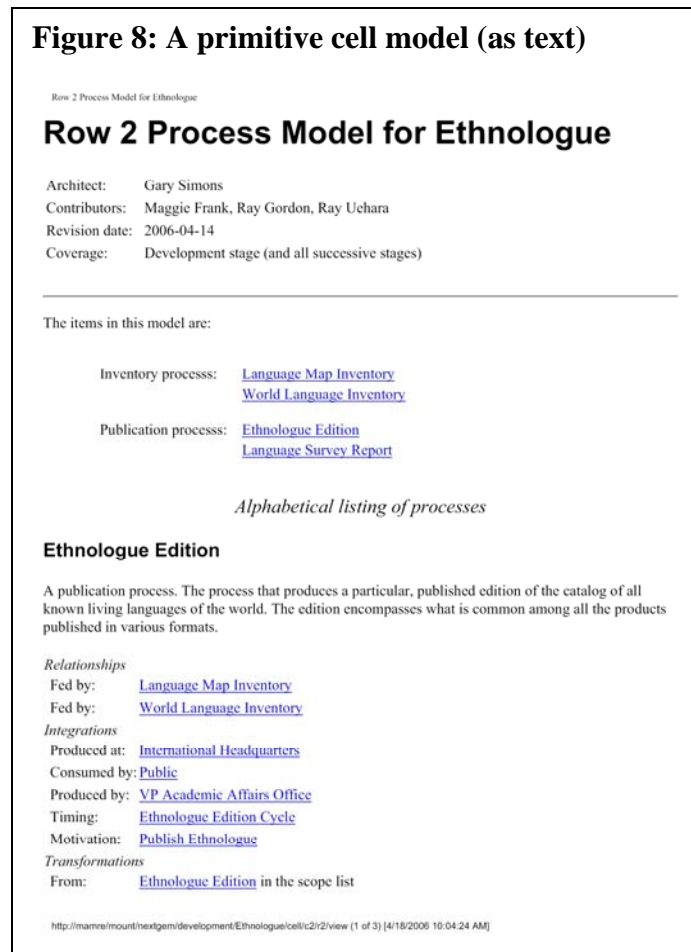 Figure 8: A primitive cell model (as text)
Row 2 Process Model for Ethnologue
Row 2 Process Model for Ethnologue
Architect: Gary Simons
Contributors: Maggie Frank, Ray Gordon, Ray Uehara
Revision date: 2006-04-14
Coverage: Development stage (and all successive stages)
The items in this model are:
Inventory processs: Language Map Inventory
World Language Inventory
Publication processs: Ethnologue Edition
Language Survey Report
Alphabetical listing of processes
Ethnologue Edition
A publication process. The process that produces a particular, published edition of the catalog of all
known living languages of the world. The edition encompasses what is common among all the products
published in various formats.
Relationships
Fed by: Language Map Inventory
Fed by: World Language Inventory
Integrations
Produced at: International Headquarters
Consumed by: Public
Produced by: VP Academic Affairs Office
Timing: Ethnologue Edition Cycle
Motivation: Publish Ethnologue
Transformations
From: Ethnologue Edition in the scope list
http://mamre/mount/nextgem/development/Ethnologue/cell/c2/r2/view (1 of 3) [4/18/2006 10:04:24 AM]